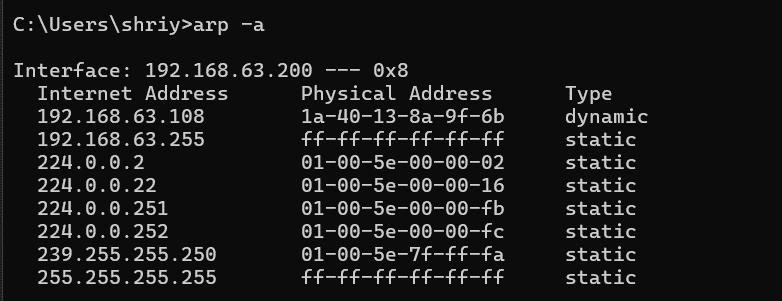 C:\Users\shriy>arp -a
Interface: 192.168.63.200 --- 0x8
Internet Address Physical Address Type
192.168.63.108 1a-40-13-8a-9f-6b dynamic
192.168.63.255 ff-ff-ff-ff-ff-ff static
224.0.0.2 01-00-5e-00-00-02 static
224.0.0.22 01-00-5e-00-00-16 static
224.0.0.251 01-00-5e-00-00-fb static
224.0.0.252 01-00-5e-00-00-fc static
239.255.255.250 01-00-5e-7f-ff-fa static
255.255.255.255 ff-ff-ff-ff-ff-ff static